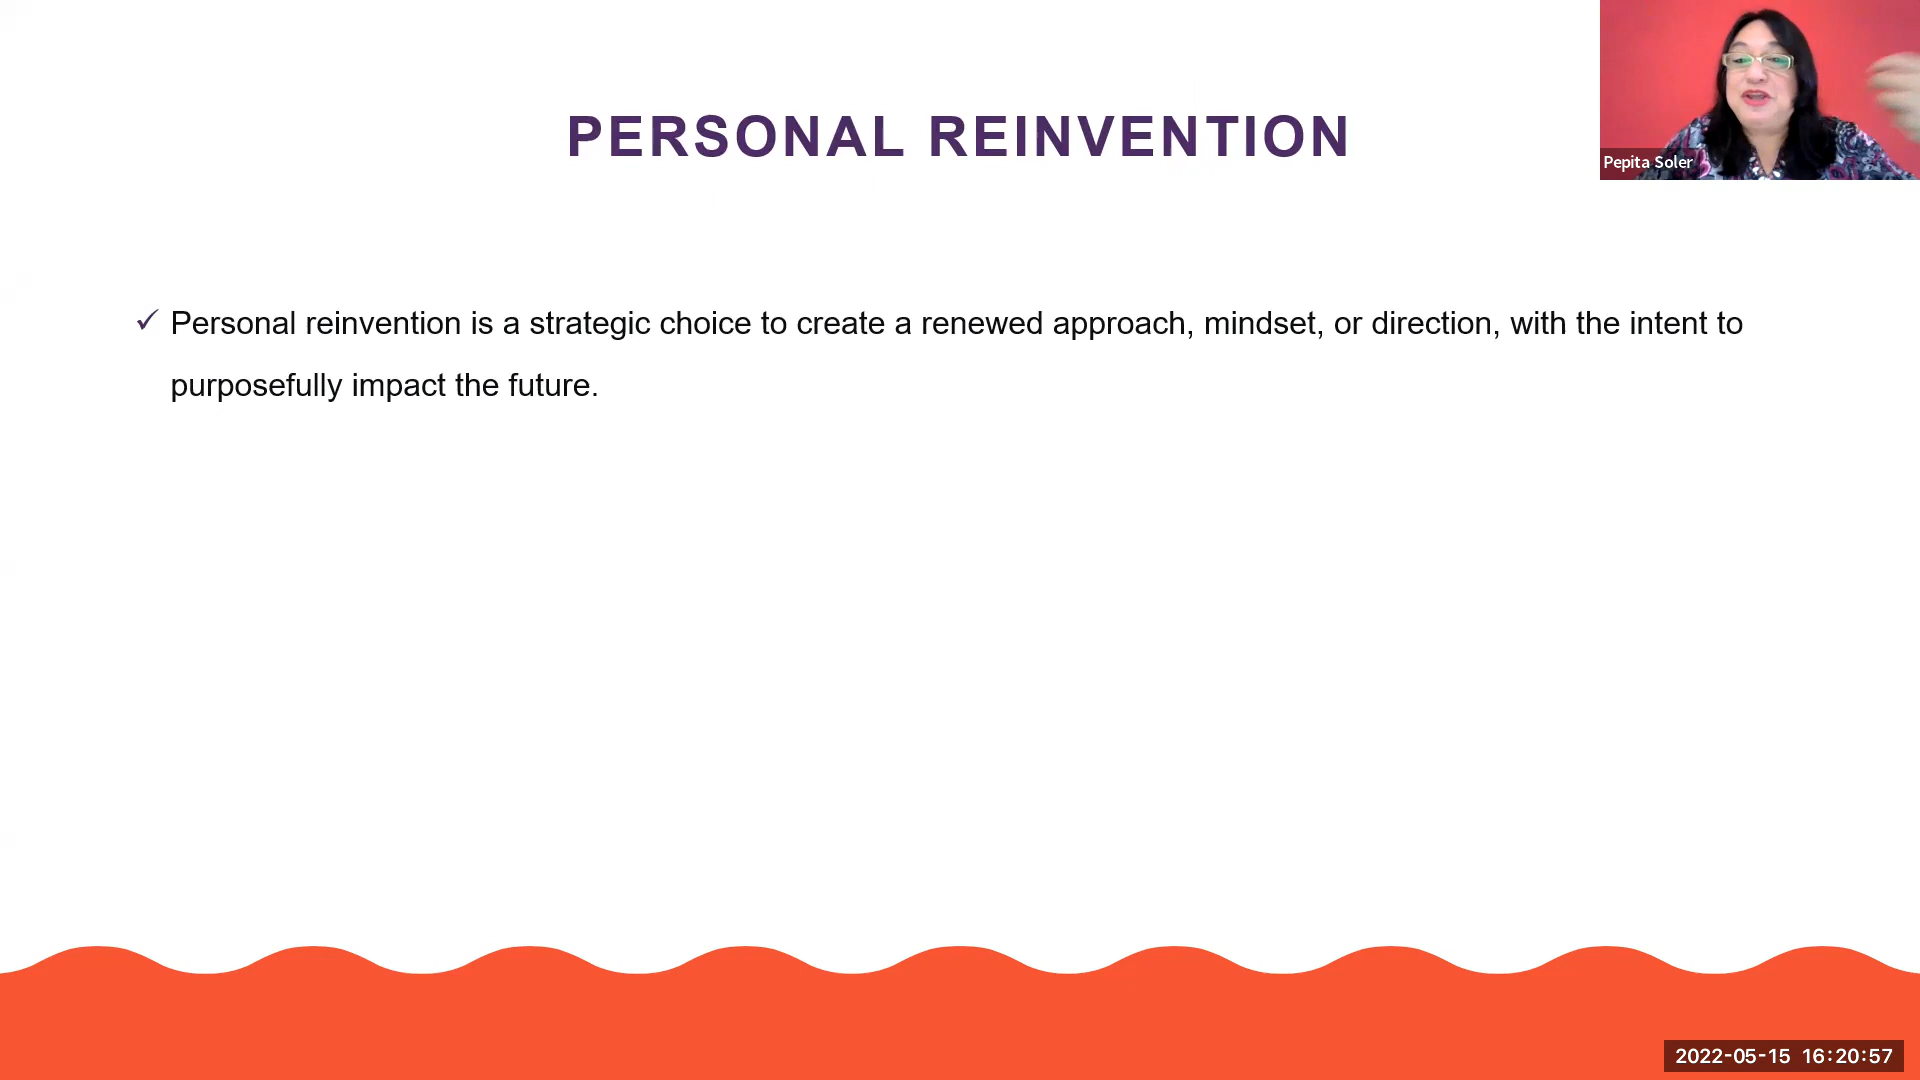 PERSONAL REINVENTION
Pepita Soler
✓ Personal reinvention is a strategic choice to create a renewed approach, mindset, or direction, with the intent to
purposefully impact the future.
2022-05-15 16:20:57